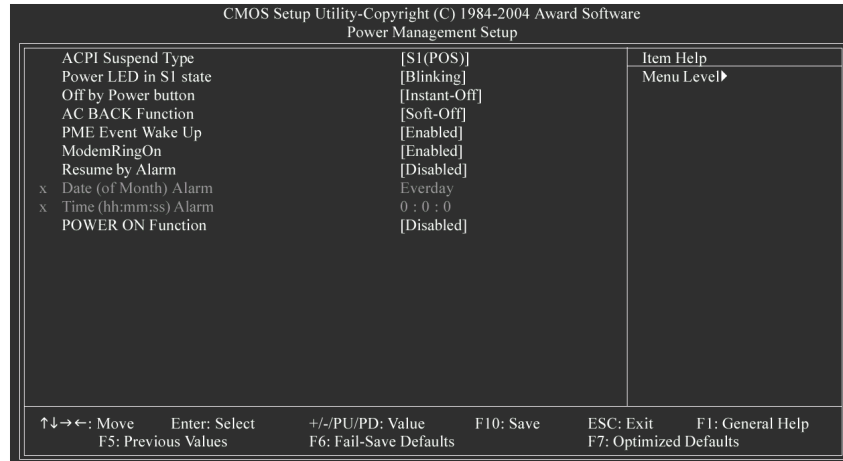 CMOS Setup Utility-Copyright (C) 1984-2004 Award Software
Power Management Setup
ACPI Suspend Type [S1(POS)] Item Help
Power LED in S1 state [Blinking] Menu Level▶
Off by Power button [Instant-Off]
AC BACK Function [Soft-Off]
PME Event Wake Up [Enabled]
ModemRingOn [Enabled]
Resume by Alarm [Disabled]
x Date (of Month) Alarm Everday
x Time (hh:mm:ss) Alarm 0 : 0 : 0
POWER ON Function [Disabled]
↑↓→←: Move Enter: Select +/-/PU/PD: Value F10: Save ESC: Exit F1: General Help
F5: Previous Values F6: Fail-Save Defaults F7: Optimized Defaults